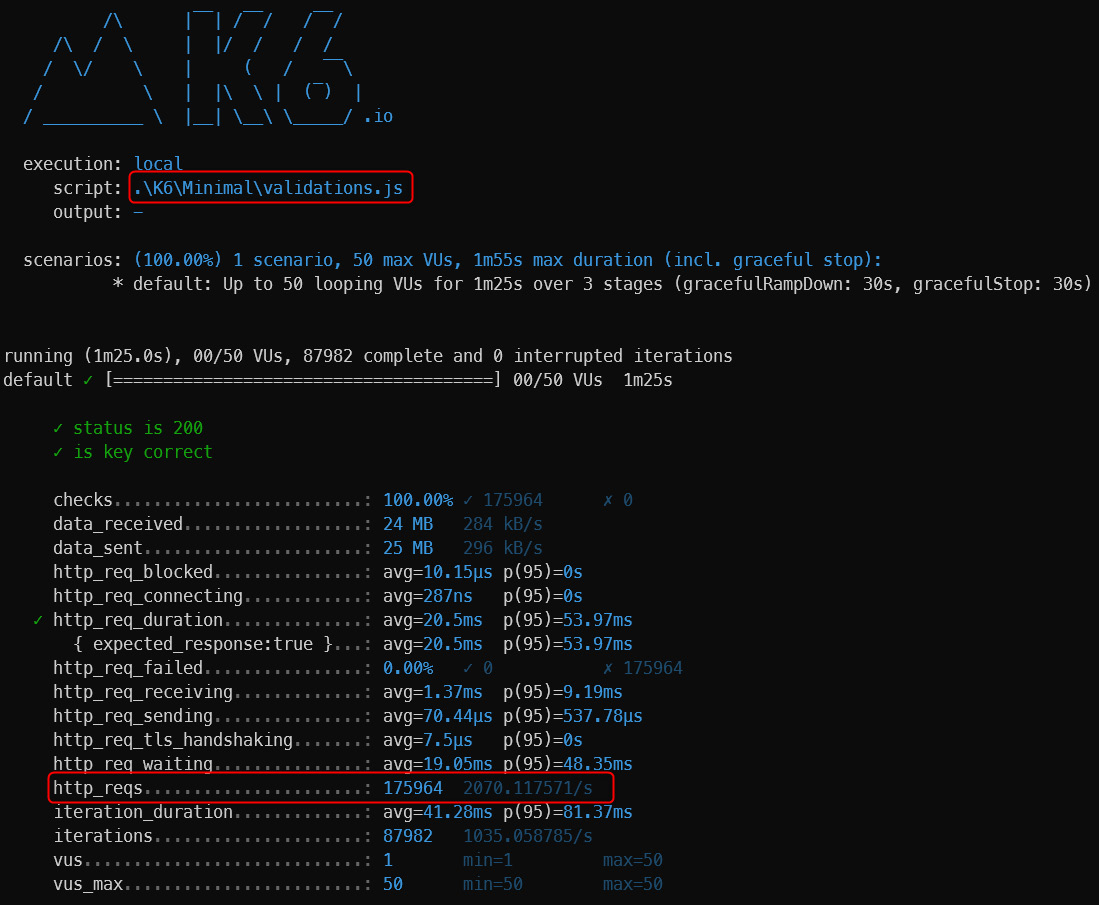 .io
execution: local
script: .\K6\Minimal\validations.js
output: -
scenarios: (100.00%) 1 scenario, 50 max VUs, 1m55s max duration (incl. graceful stop):
* default: Up to 50 looping VUs for 1m25s over 3 stages (gracefulRampDown: 30s, gracefulStop: 30s)
running (1m25.0s), 00/50 VUs, 87982 complete and 0 interrupted iterations
default ✓ [======================================] 00/50 VUs  1m25s
✓ status is 200
✓ is key correct
checks.........................: 100.00% ✓ 175964      ✗ 0
data_received..................: 24 MB   284 kB/s
data_sent......................: 25 MB   296 kB/s
http_req_blocked...............: avg=10.15µs p(95)=0s
http_req_connecting............: avg=287ns   p(95)=0s
✓ http_req_duration..............: avg=20.5ms  p(95)=53.97ms
{ expected_response:true }...: avg=20.5ms  p(95)=53.97ms
http_req_failed................: 0.00%   ✓ 0           ✗ 175964
http_req_receiving.............: avg=1.37ms  p(95)=9.19ms
http_req_sending...............: avg=70.44µs p(95)=537.78µs
http_req_tls_handshaking.......: avg=7.5µs   p(95)=0s
http_req_waiting...............: avg=19.05ms p(95)=48.35ms
http_reqs......................: 175964  2070.117571/s
iteration_duration.............: avg=41.28ms p(95)=81.37ms
iterations.....................: 87982   1035.058785/s
vus............................: 1       min=1         max=50
vus_max........................: 50      min=50        max=50